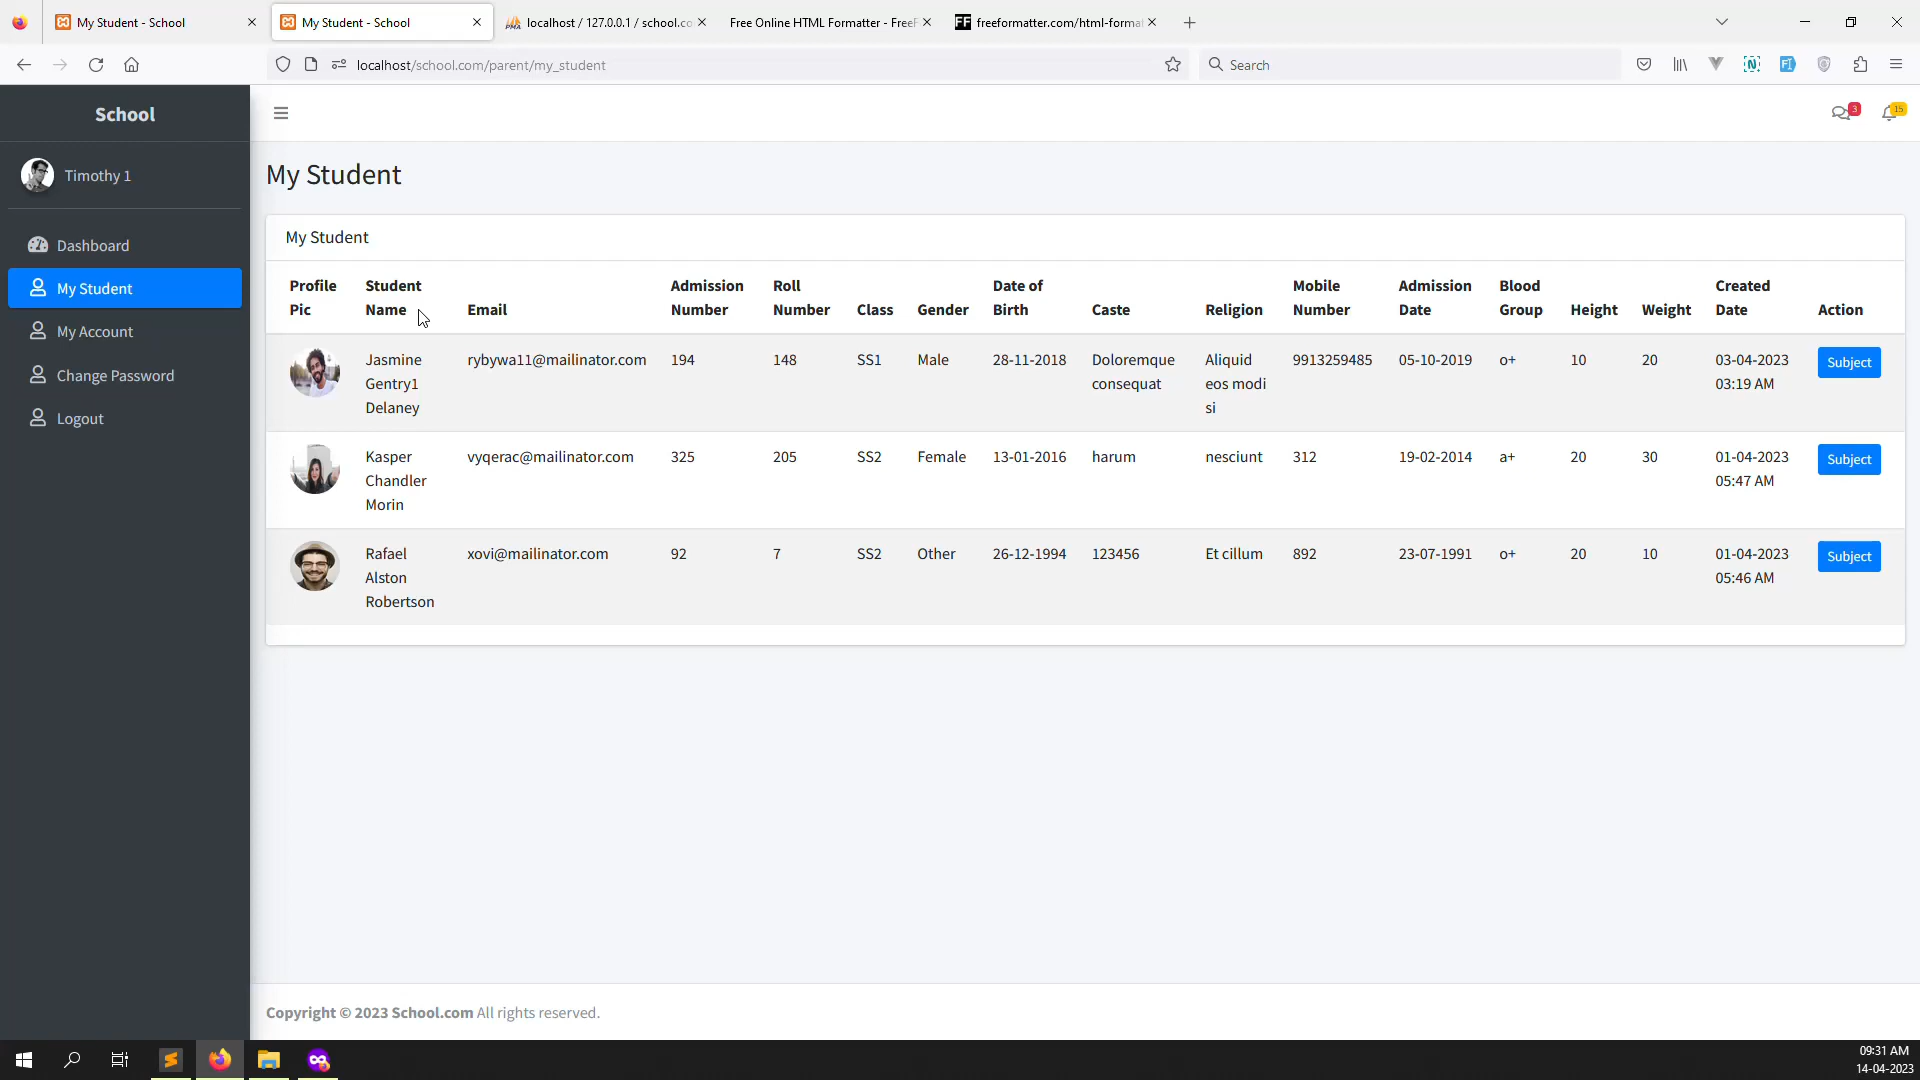 My Student - School
My Student - School
localhost / 127.0.0.1 / school.co
Free Online HTML Formatter - FreeF
FF freeformatter.com/html-forma
localhost/school.com/parent/my_student
Search
School
3
15
Timothy 1
Dashboard
My Student
My Account
Change Password
Logout
My Student
My Student
Profile Pic Student Name Email Admission Number Roll Number Class Gender Date of Birth Caste Religion Mobile Number Admission Date Blood Group Height Weight Created Date Action
Jasmine Gentry1 Delaney rybywa11@mailinator.com 194 148 SS1 Male 28-11-2018 Doloremque consequat Aliquid eos modi si 9913259485 05-10-2019 o+ 10 20 03-04-2023 03:19 AM Subject
Kasper Chandler Morin vyqerac@mailinator.com 325 205 SS2 Female 13-01-2016 harum nesciunt 312 19-02-2014 a+ 20 30 01-04-2023 05:47 AM Subject
Rafael Alston Robertson xovi@mailinator.com 92 7 SS2 Other 26-12-1994 123456 Et cillum 892 23-07-1991 o+ 20 10 01-04-2023 05:46 AM Subject
Copyright © 2023 School.com All rights reserved.
09:31 AM
14-04-2023